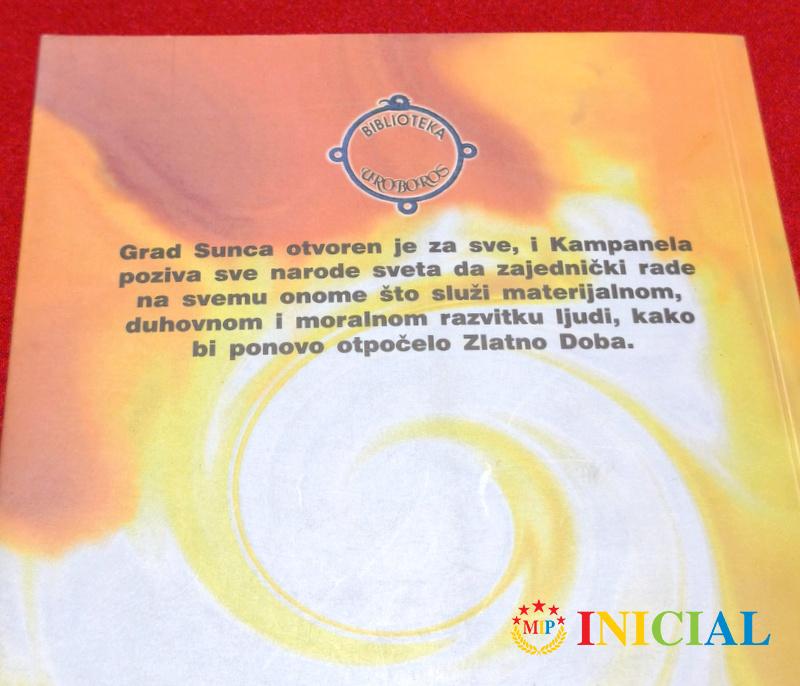 BIBLIOTEKA
UROBOROS
Grad Sunca otvoren je za sve, i Kampanela
poziva sve narode sveta da zajednički rade
na svemu onome što služi materijalnom,
duhovnom i moralnom razvitku ljudi, kako
bi ponovo otpočelo Zlatno Doba.
MIP INICIAL